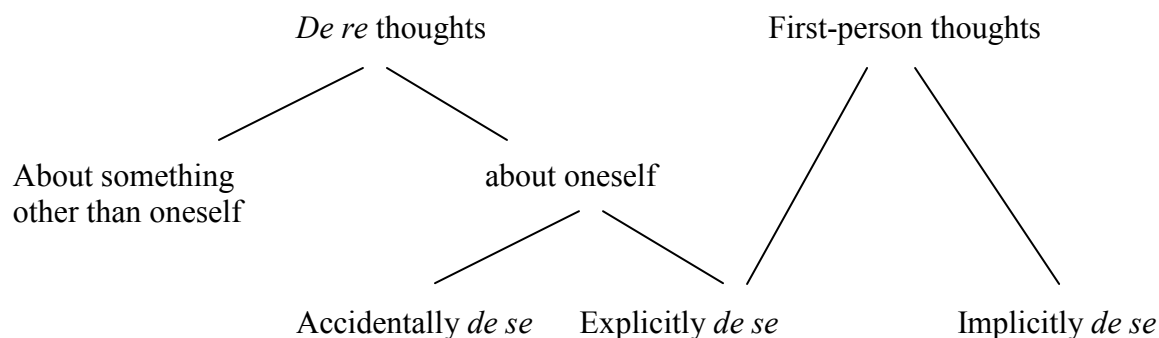 De re thoughts First-person thoughts
About something about oneself
other than oneself
Accidentally de se Explicitly de se Implicitly de se